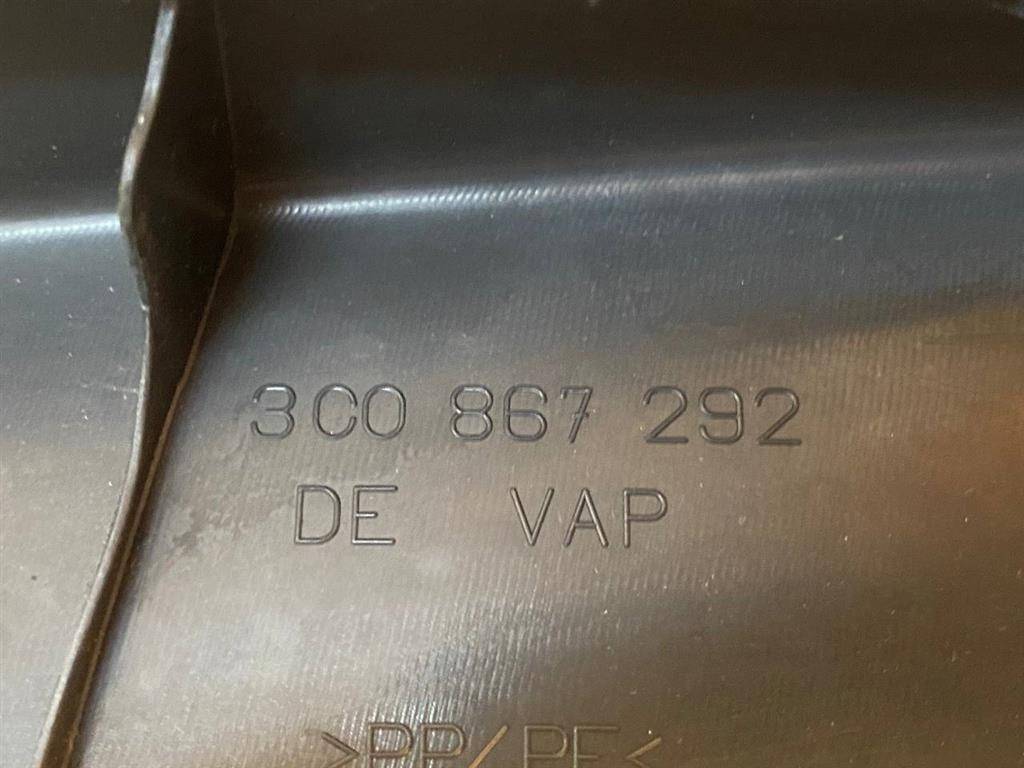 3C0 867 292
DE VAP
>PP/PE<